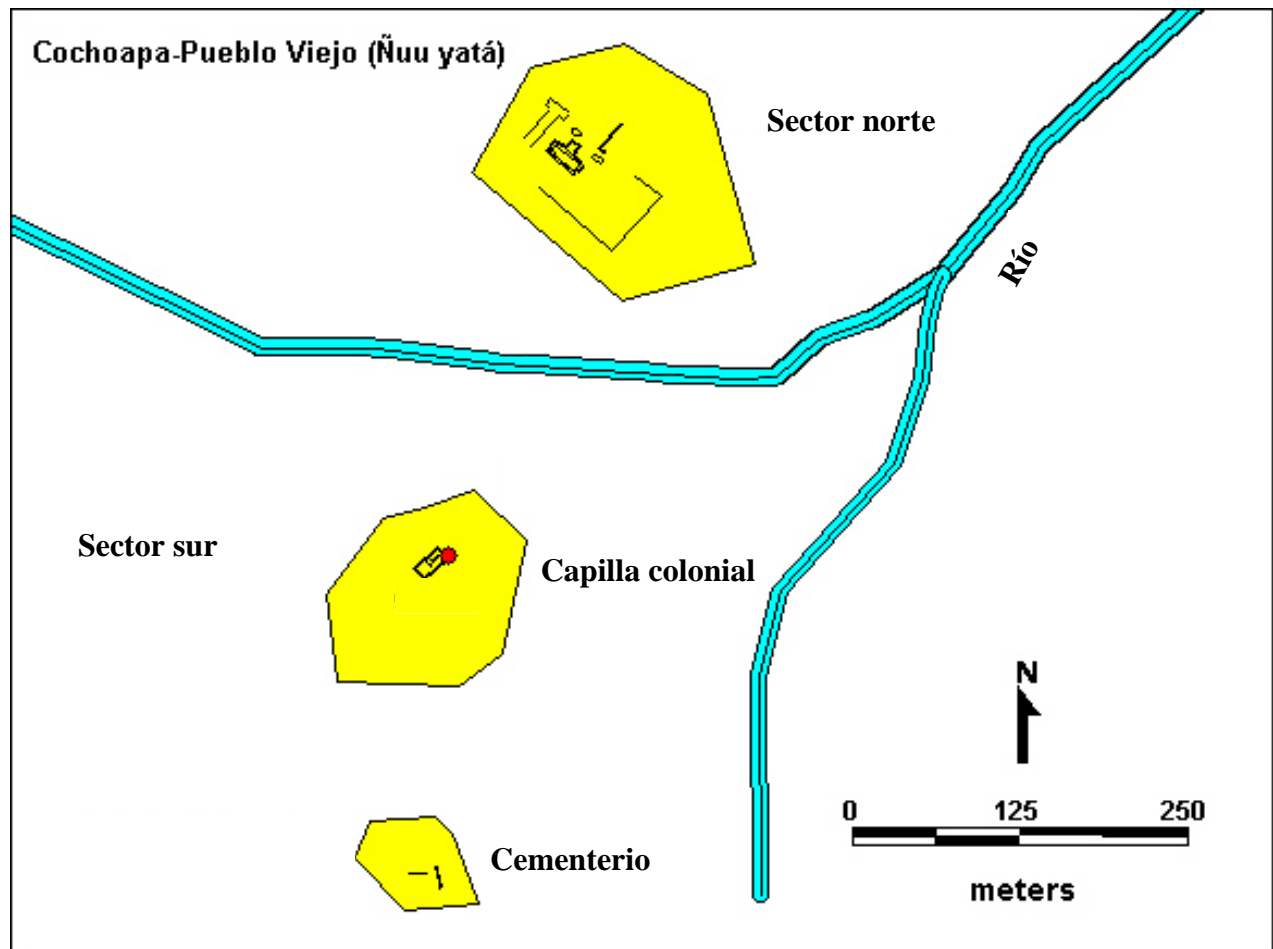 Cochoapa-Pueblo Viejo (Ñuu yatá)
Sector norte
Río
Sector sur
Capilla colonial
N
0 125 250
meters
Cementerio